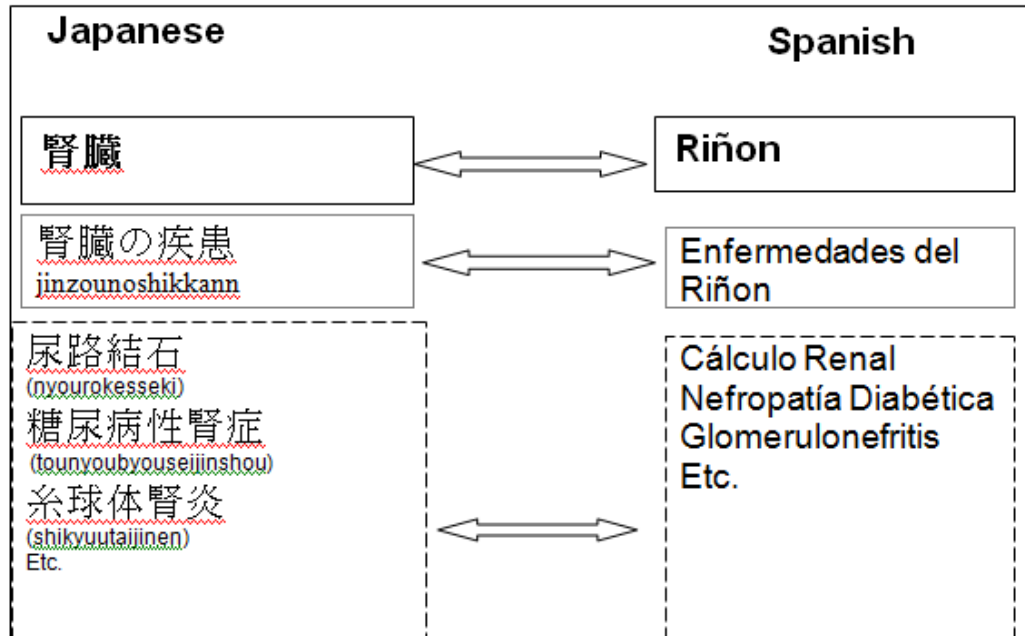 Japanese
Spanish
腎臓
Riñon
腎臓の疾患
jinzounoshikkann
Enfermedades del
Riñon
尿路結石
(nyourokesseki)
糖尿病性腎症
(tounyoubyouseijinshou)
糸球体腎炎
(shikyuutaijinen)
Etc.
Cálculo Renal
Nefropatía Diabética
Glomerulonefritis
Etc.